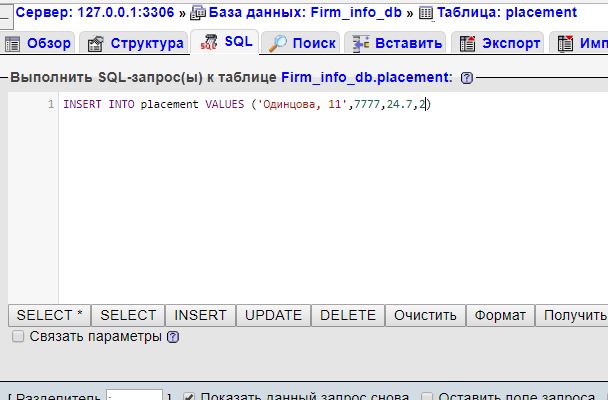 Сервер: 127.0.0.1:3306 » База данных: Firm_info_db » Таблица: placement
Обзор Структура SQL Поиск Вставить Экспорт Имп
Выполнить SQL-запрос(ы) к таблице Firm_info_db.placement:
1 INSERT INTO placement VALUES ('Одинцова, 11',7777,24.7,2)
SELECT * SELECT INSERT UPDATE DELETE Очистить Формат Получить
Связать параметры
[ Разделитель ; ] Показать данный запрос снова Оставить поле запроса